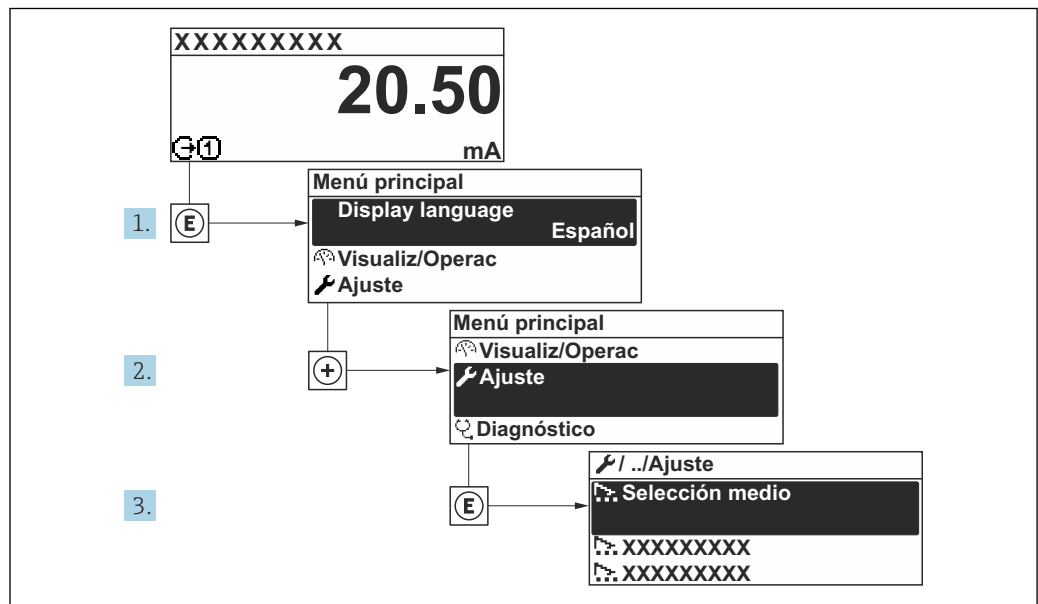 XXXXXXXXX
20.50
1
mA
Menú principal
1.
E
Display language
Español
Visualiz/Operac
Ajuste
Menú principal
Visualiz/Operac
2.
+
Ajuste
Diagnóstico
/ ../Ajuste
Selección medio
3.
E
XXXXXXXXX
XXXXXXXXX